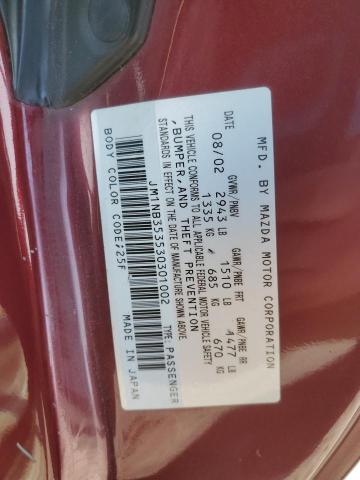 MFD. BY MAZDA MOTOR CORPORATION
DATE GVWR/PNBV GAWR/PNBE FRT GAWR/PNBE RR
08/02 2943 LB 1510 LB 1477 LB
1335 KG 685 KG 670 KG
THIS VEHICLE CONFORMS TO ALL APPLICABLE FEDERAL MOTOR VEHICLE SAFETY
, BUMPER, AND THEFT PREVENTION
STANDARDS IN EFFECT ON THE DATE OF MANUFACTURE SHOWN ABOVE.
JM1NB353530301002 TYPE: PASSENGER
BODY COLOR CODE:25F MADE IN JAPAN